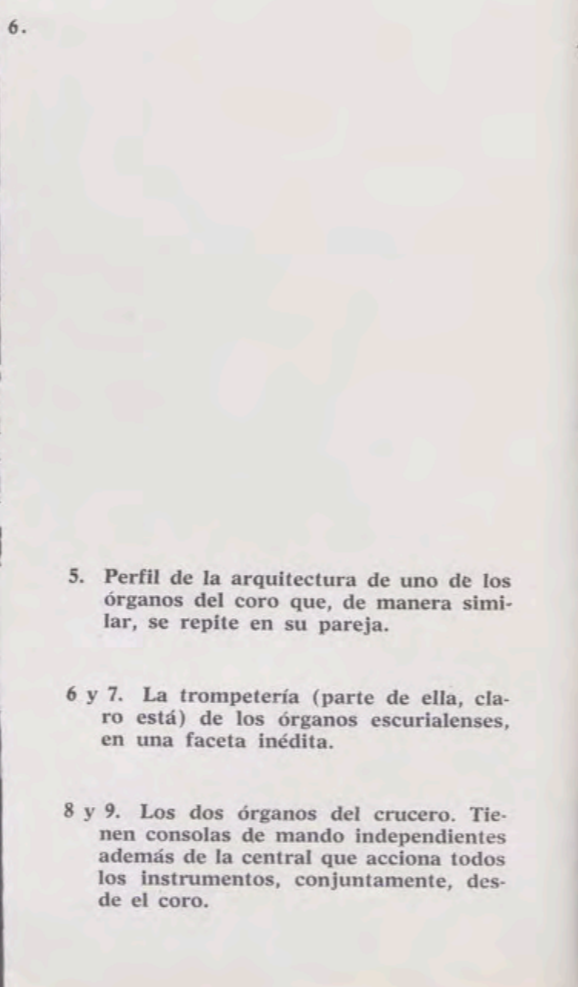 6.
5. Perfil de la arquitectura de uno de los
órganos del coro que, de manera simi-
lar, se repite en su pareja.
6 y 7. La trompetería (parte de ella, cla-
ro está) de los órganos escurialenses,
en una faceta inédita.
8 y 9. Los dos órganos del crucero. Tie-
nen consolas de mando independientes
además de la central que acciona todos
los instrumentos, conjuntamente, des-
de el coro.